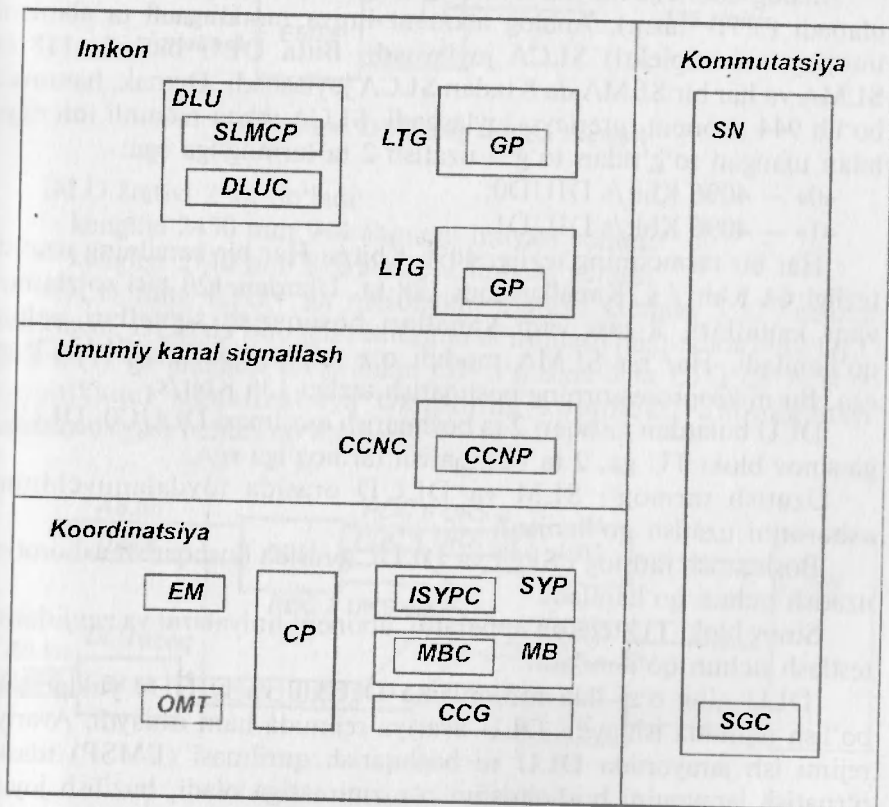 Imkon
DLU
SLMCP
DLUC
LTG
GP
LTG
GP
Umumiy kanal signallash
CCNC
CCNP
Koordinatsiya
EM
OMT
CP
ISYPC
SYP
MBC
MB
CCG
Kommutatsiya
SN
SGC